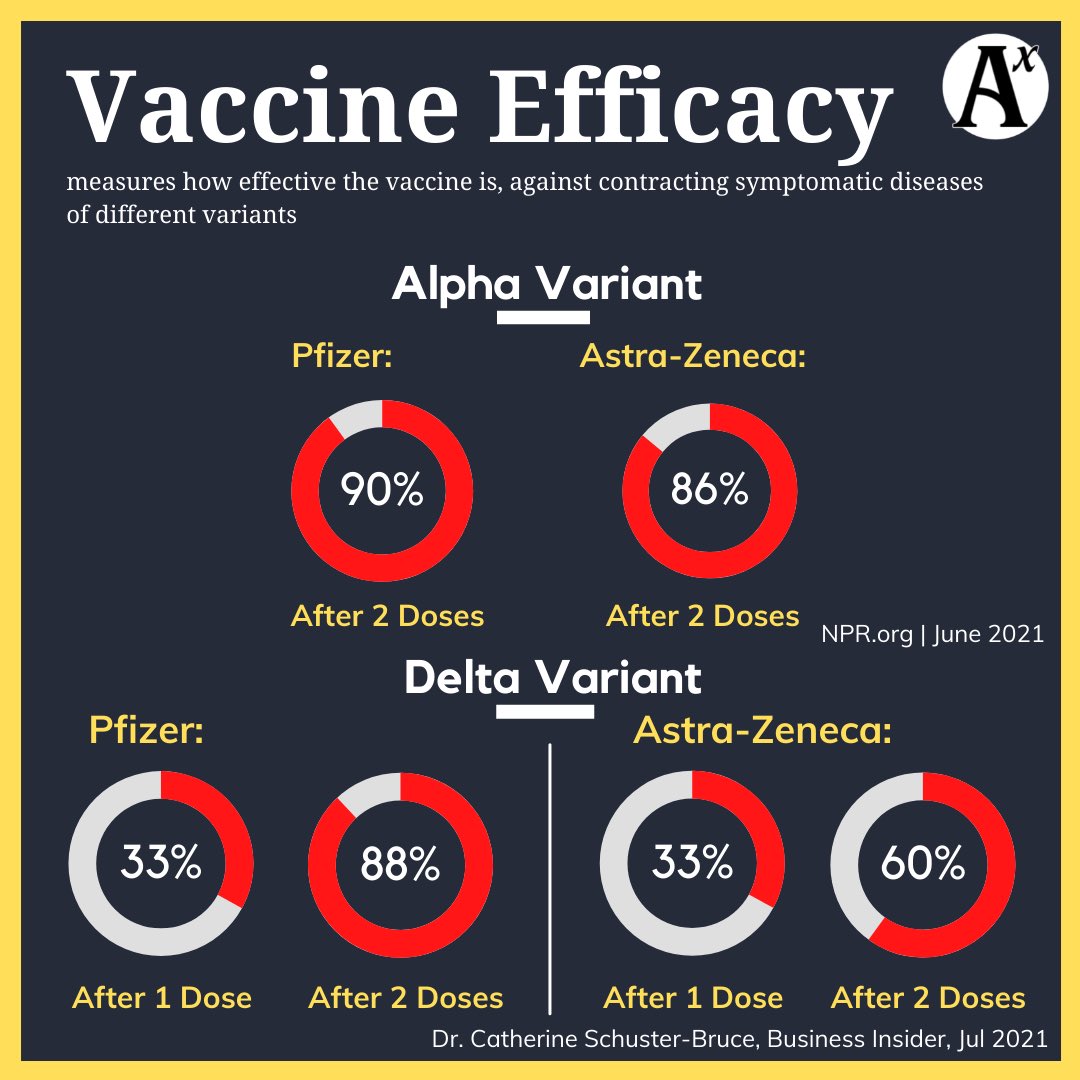 Vaccine Efficacy
Ax
measures how effective the vaccine is, against contracting symptomatic diseases
of different variants
Alpha Variant
Pfizer:
Astra-Zeneca:
90%
86%
After 2 Doses
After 2 Doses
NPR.org | June 2021
Delta Variant
Pfizer:
Astra-Zeneca:
33%
88%
33%
60%
After 1 Dose
After 2 Doses
After 1 Dose
After 2 Doses
Dr. Catherine Schuster-Bruce, Business Insider, Jul 2021